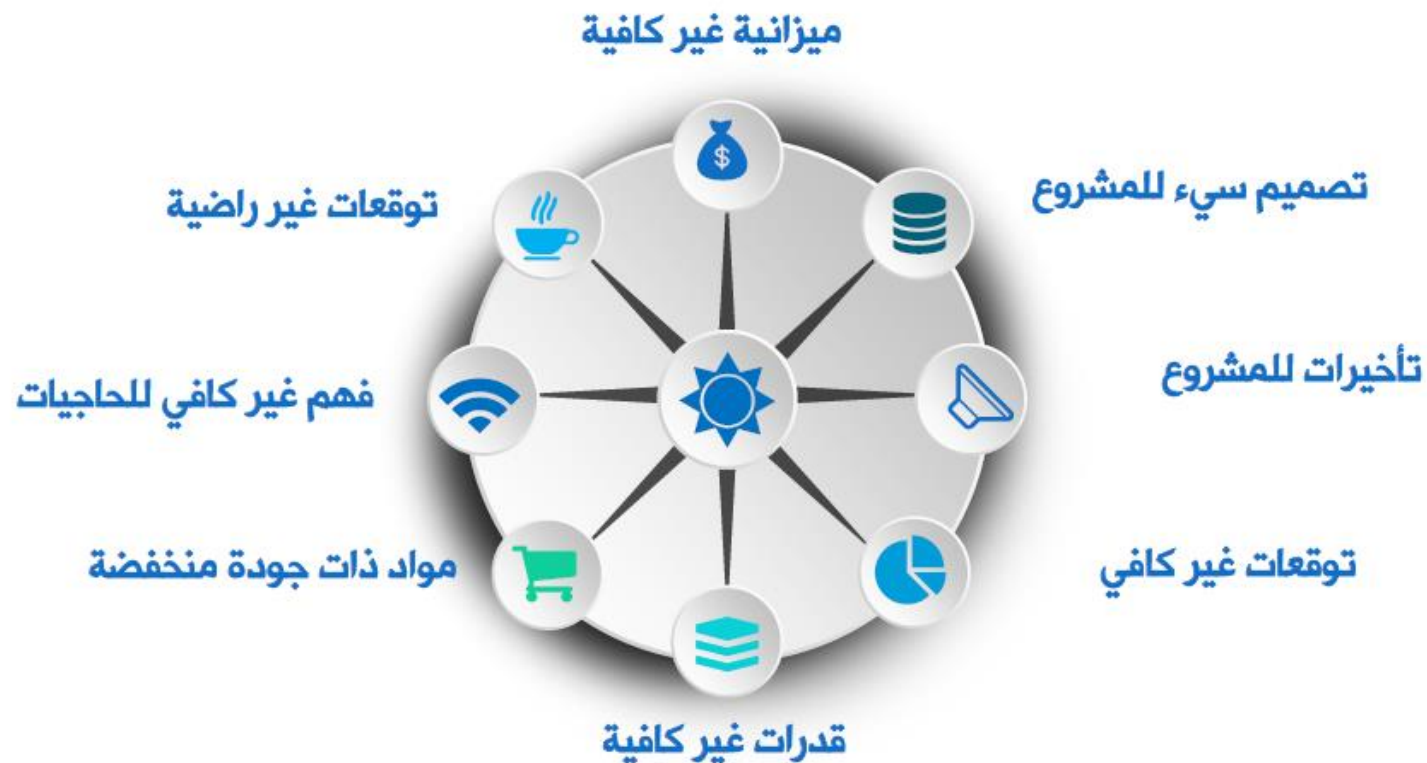 ميزانية غير كافية
تصميم سيء للمشروع
توقعات غير راضية
تأخيرات للمشروع
فهم غير كافي للحاجيات
توقعات غير كافي
مواد ذات جودة منخفضة
قدرات غير كافية
$